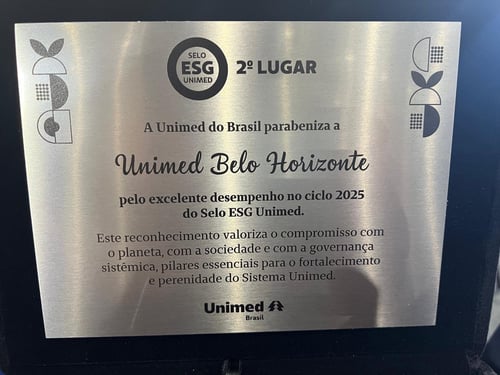 SELO
ESG
UNIMED
2º LUGAR
A Unimed do Brasil parabeniza a
Unimed Belo Horizonte
pelo excelente desempenho no ciclo 2025
do Selo ESG Unimed.
Este reconhecimento valoriza o compromisso com
o planeta, com a sociedade e com a governança
sistêmica, pilares essenciais para o fortalecimento
e perenidade do Sistema Unimed.
Unimed
Brasil